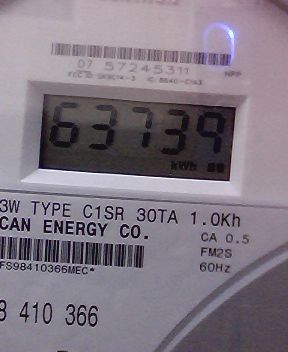 07 57245311
NPP
63739
kWh
3W TYPE C1SR 30TA 1.0Kh
CAN ENERGY CO.
CA 0.5
FM2S
FS98410366MEC*
60Hz
8 410 366